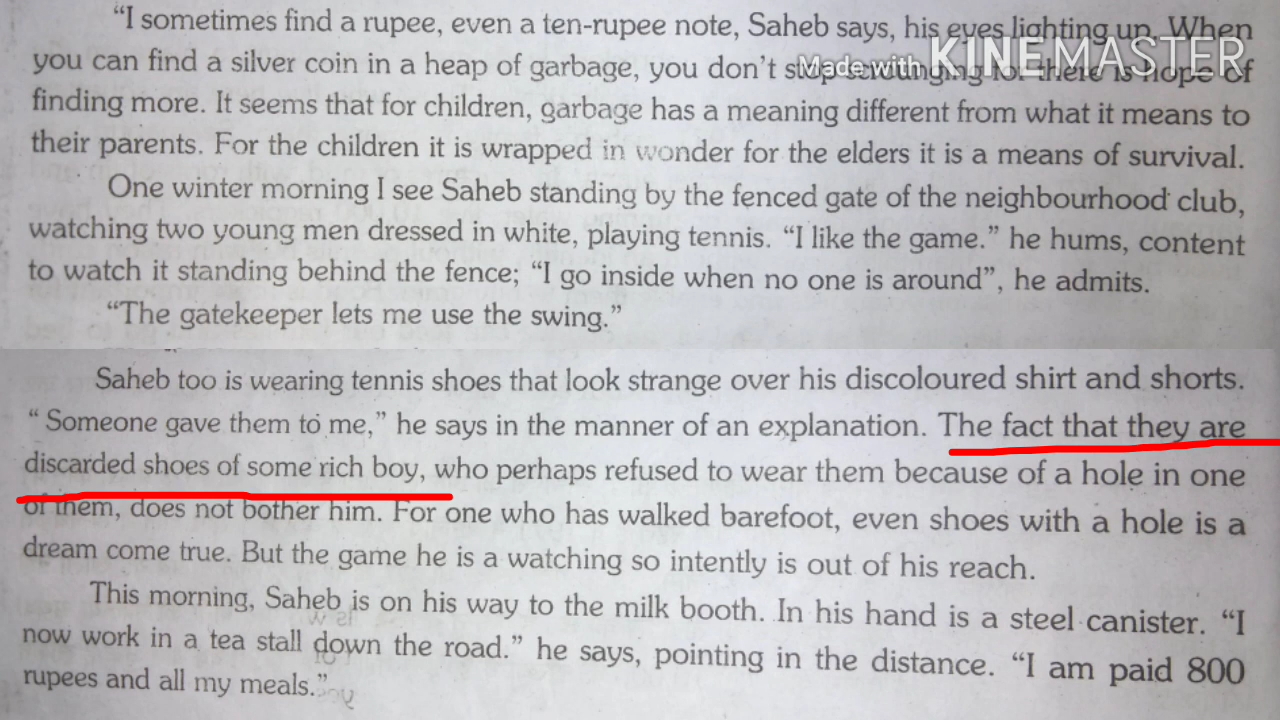 “I sometimes find a rupee, even a ten-rupee note, Saheb says, his eyes lighting up. When
Made with KINEMASTER
you can find a silver coin in a heap of garbage, you don’t stop scrounging for there is hope of
finding more. It seems that for children, garbage has a meaning different from what it means to
their parents. For the children it is wrapped in wonder for the elders it is a means of survival.
One winter morning I see Saheb standing by the fenced gate of the neighbourhood club,
watching two young men dressed in white, playing tennis. “I like the game.” he hums, content
to watch it standing behind the fence; “I go inside when no one is around”, he admits.
“The gatekeeper lets me use the swing.”
Saheb too is wearing tennis shoes that look strange over his discoloured shirt and shorts.
“ Someone gave them to me,” he says in the manner of an explanation. The fact that they are
discarded shoes of some rich boy, who perhaps refused to wear them because of a hole in one
of them, does not bother him. For one who has walked barefoot, even shoes with a hole is a
dream come true. But the game he is a watching so intently is out of his reach.
This morning, Saheb is on his way to the milk booth. In his hand is a steel canister. “I
now work in a tea stall down the road.” he says, pointing in the distance. “I am paid 800
rupees and all my meals.”